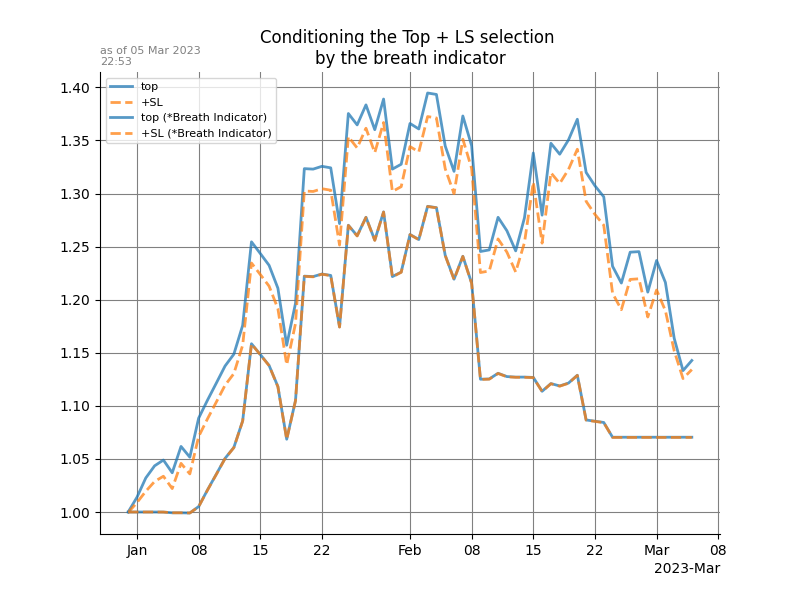 Conditioning the Top + LS selection
by the breath indicator
as of 05 Mar 2023
22:53
top
+SL
top (*Breath Indicator)
+SL (*Breath Indicator)
1.40
1.35
1.30
1.25
1.20
1.15
1.10
1.05
1.00
Jan 08 15 22 Feb 08 15 22 Mar 08
2023-Mar